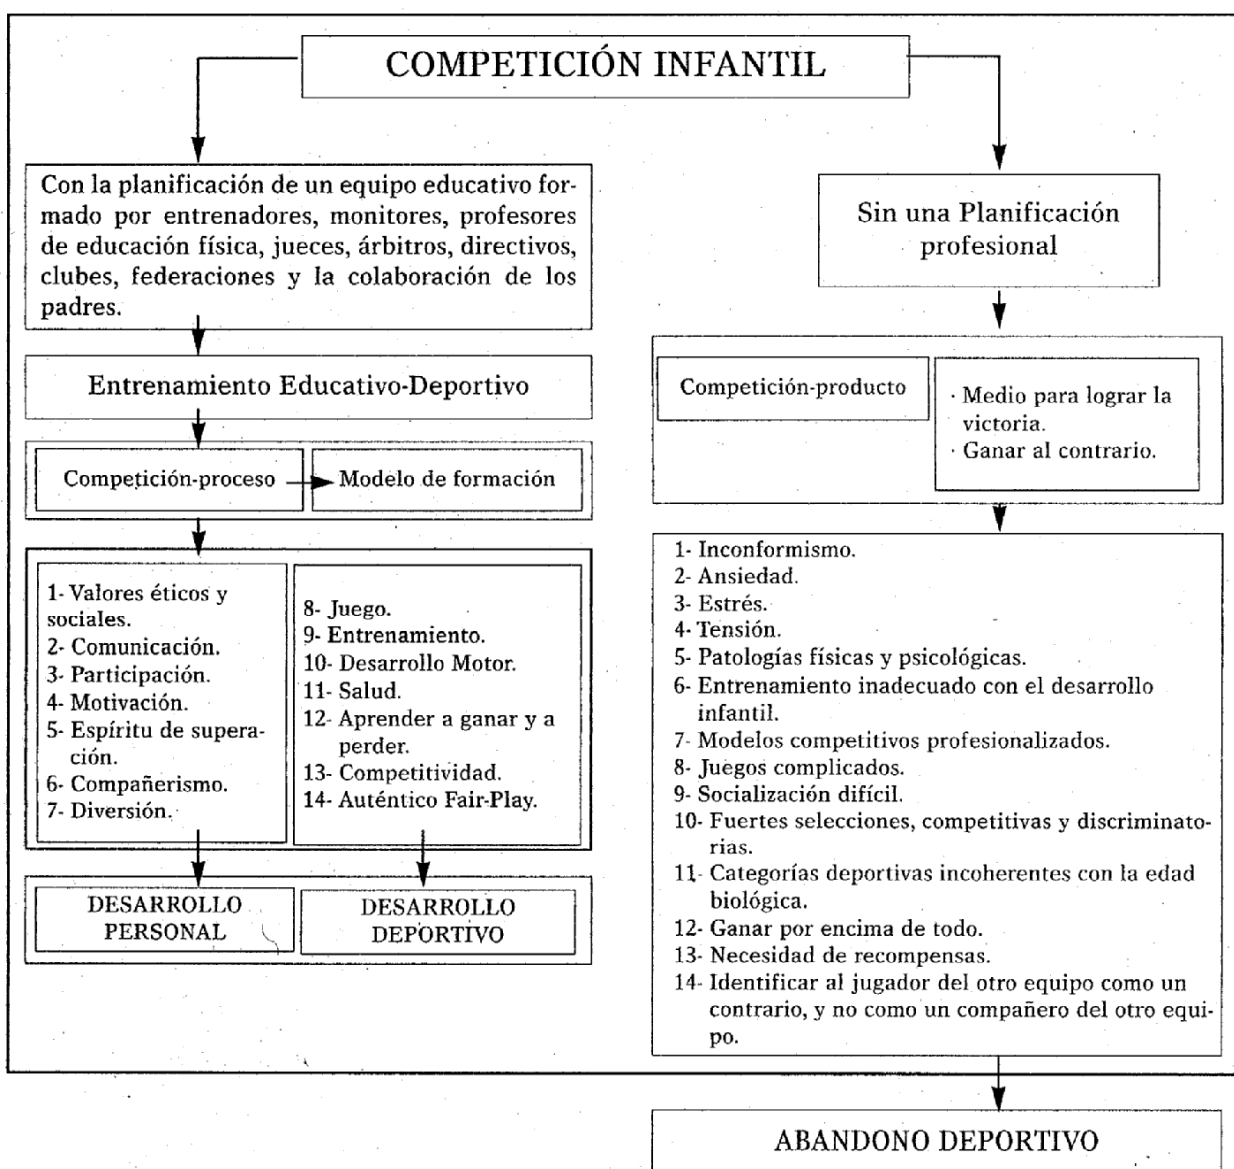 COMPETICIÓN INFANTIL
Con la planificación de un equipo educativo for-
mado por entrenadores, monitores, profesores
de educación física, jueces, árbitros, directivos,
clubes, federaciones y la colaboración de los
padres.
Entrenamiento Educativo-Deportivo
Competición-proceso
Modelo de formación
1- Valores éticos y
sociales.
2- Comunicación.
3- Participación.
4- Motivación.
5- Espíritu de supera-
ción.
6- Compañerismo.
7- Diversión.
8- Juego.
9- Entrenamiento.
10- Desarrollo Motor.
11- Salud.
12- Aprender a ganar y a
perder.
13- Competitividad.
14- Auténtico Fair-Play.
DESARROLLO
PERSONAL
DESARROLLO
DEPORTIVO
Sin una Planificación
profesional
Competición-producto
· Medio para lograr la
victoria.
· Ganar al contrario.
1- Inconformismo.
2- Ansiedad.
3- Estrés.
4- Tensión.
5- Patologías físicas y psicológicas.
6- Entrenamiento inadecuado con el desarrollo
infantil.
7- Modelos competitivos profesionalizados.
8- Juegos complicados.
9- Socialización difícil.
10- Fuertes selecciones, competitivas y discriminato-
rias.
11- Categorías deportivas incoherentes con la edad
biológica.
12- Ganar por encima de todo.
13- Necesidad de recompensas.
14- Identificar al jugador del otro equipo como un
contrario, y no como un compañero del otro equi-
po.
ABANDONO DEPORTIVO